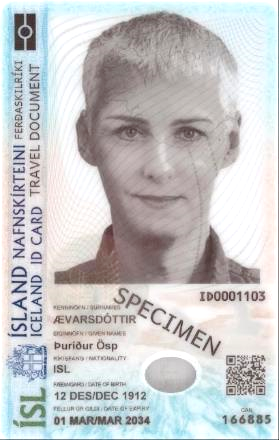 ÍSLAND NAFNSKÍRTEINI FERÐASKILRÍKI
ICELAND ID CARD TRAVEL DOCUMENT
ÍSL
ID0001103
SPECIMEN
KENNINAFN / SURNAMES
ÆVARSDÓTTIR
EIGINNÖFN / GIVEN NAMES
Þuríður Ösp
RÍKISFANG / NATIONALITY
ISL
FÆÐINGARD / DATE OF BIRTH
12 DES/DEC 1912
FELLUR ÚR GILDI / DATE OF EXPIRY
01 MAR/MAR 2034
CAN
166885